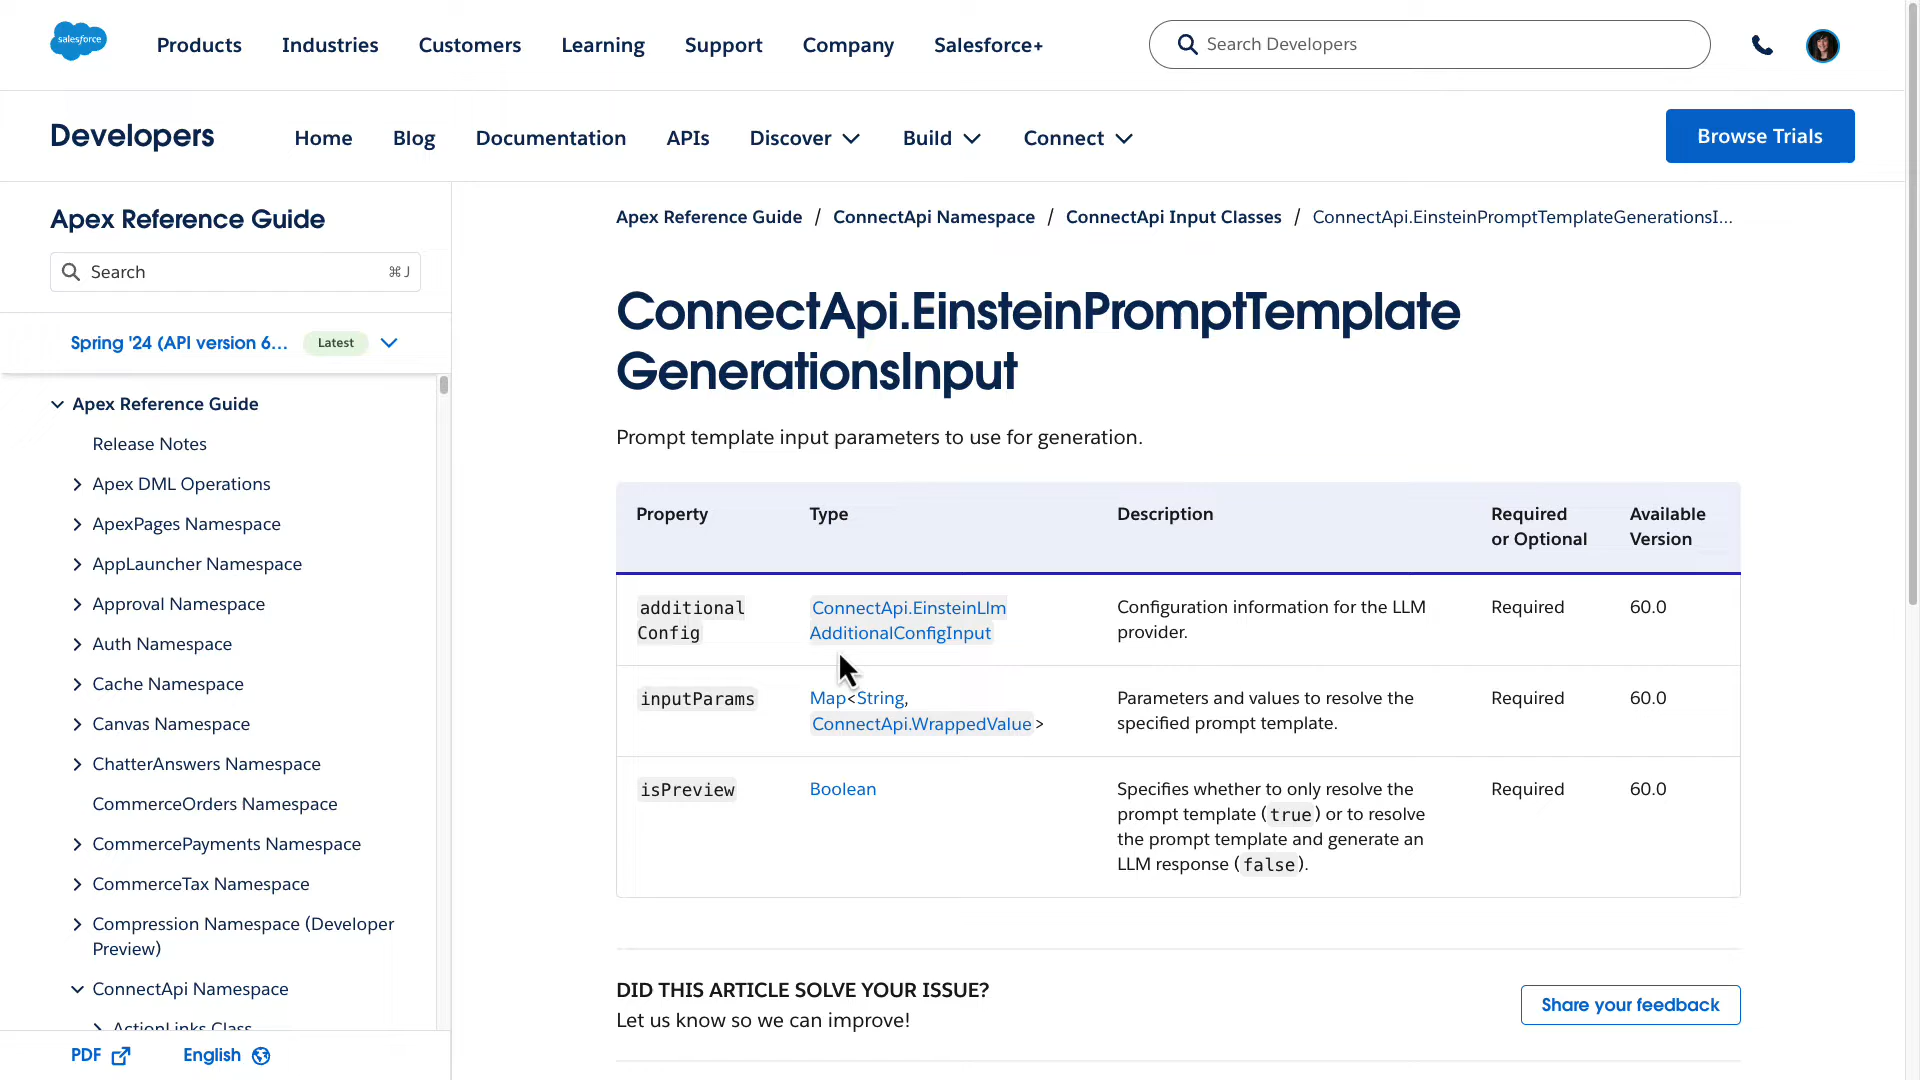 salesforce
Products Industries Customers Learning Support Company Salesforce+
Search Developers
Developers
Home Blog Documentation APIs Discover Build Connect
Browse Trials
Apex Reference Guide
Search ⌘J
Spring '24 (API version 6... Latest
Apex Reference Guide
Release Notes
Apex DML Operations
ApexPages Namespace
AppLauncher Namespace
Approval Namespace
Auth Namespace
Cache Namespace
Canvas Namespace
ChatterAnswers Namespace
CommerceOrders Namespace
CommercePayments Namespace
CommerceTax Namespace
Compression Namespace (Developer
Preview)
ConnectApi Namespace
ActionLinks Class
PDF English
Apex Reference Guide / ConnectApi Namespace / ConnectApi Input Classes / ConnectApi.EinsteinPromptTemplateGenerationsI...
ConnectApi.EinsteinPromptTemplate
GenerationsInput
Prompt template input parameters to use for generation.
Property Type Description Required
or Optional Available
Version
additional
Config
ConnectApi.EinsteinLlm
AdditionalConfigInput
Configuration information for the LLM
provider.
Required
60.0
inputParams
Map<String,
ConnectApi.WrappedValue>
Parameters and values to resolve the
specified prompt template.
Required
60.0
isPreview
Boolean
Specifies whether to only resolve the
prompt template (true) or to resolve
the prompt template and generate an
LLM response (false).
Required
60.0
DID THIS ARTICLE SOLVE YOUR ISSUE?
Let us know so we can improve!
Share your feedback